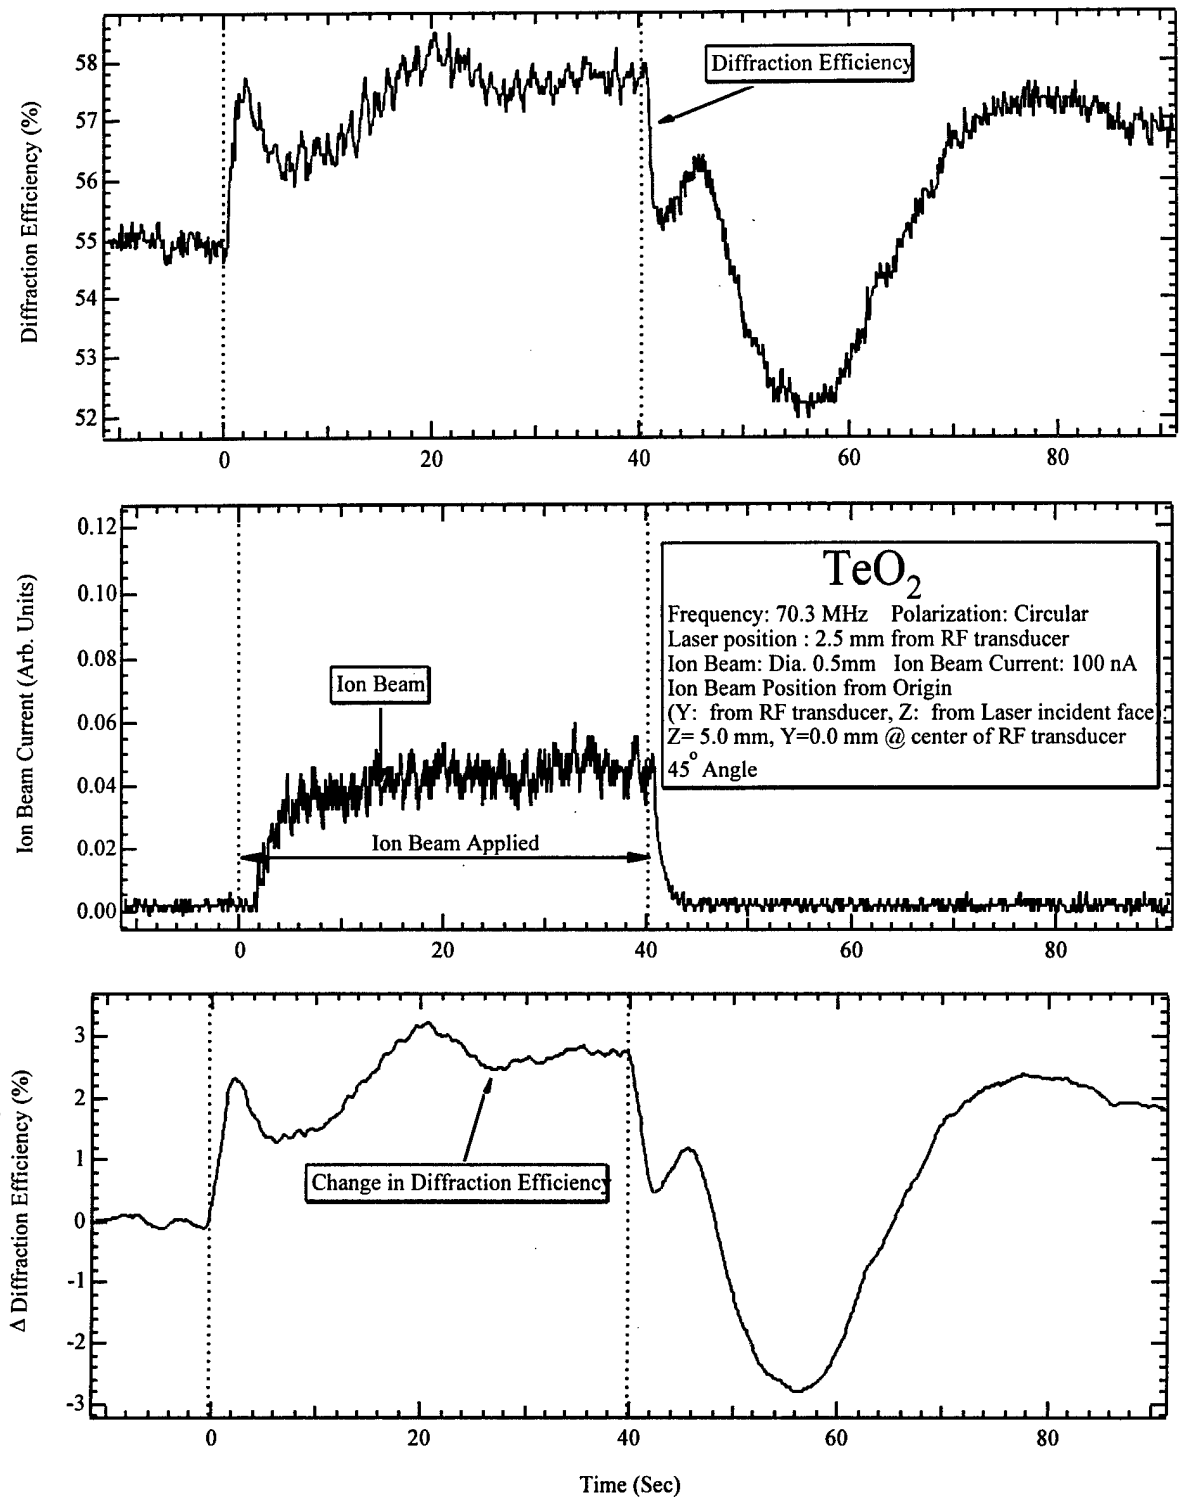 Diffraction Efficiency (%)
58
57
56
55
54
53
52
Diffraction Efficiency
0
20
40
60
80
Ion Beam Current (Arb. Units)
0.12
0.10
0.08
0.06
0.04
0.02
0.00
Ion Beam
Ion Beam Applied
TeO2
Frequency: 70.3 MHz Polarization: Circular
Laser position : 2.5 mm from RF transducer
Ion Beam: Dia. 0.5mm Ion Beam Current: 100 nA
Ion Beam Position from Origin
(Y: from RF transducer, Z: from Laser incident face)
Z= 5.0 mm, Y=0.0 mm @ center of RF transducer
45° Angle
0
20
40
60
80
Δ Diffraction Efficiency (%)
3
2
1
0
-1
-2
-3
Change in Diffraction Efficiency
0
20
40
60
80
Time (Sec)